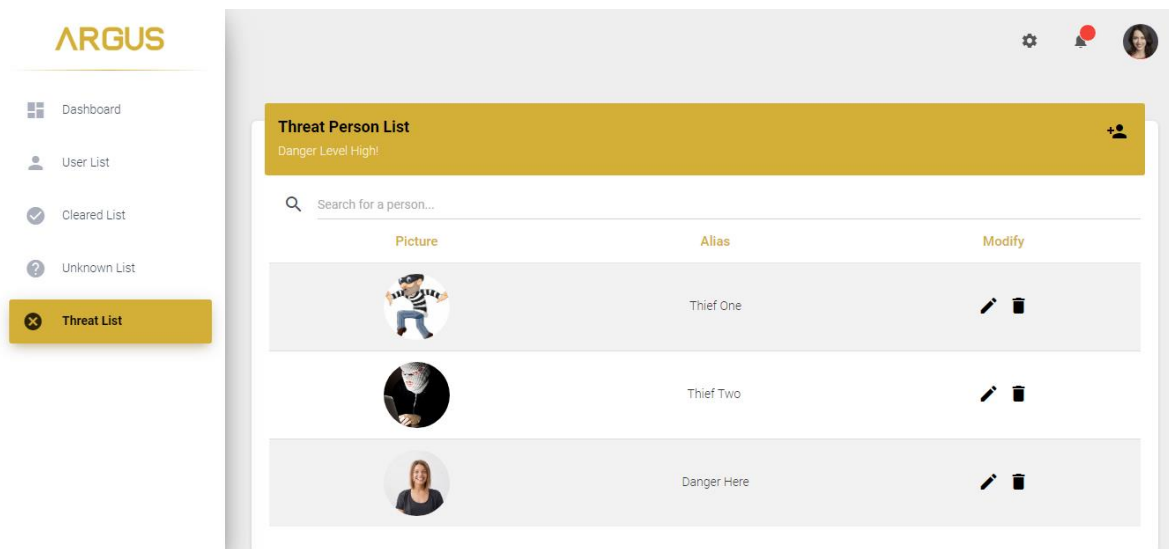 ARGUS
Dashboard
User List
Cleared List
Unknown List
Threat List
Threat Person List
Danger Level High!
Search for a person...
Picture Alias Modify
Thief One
Thief Two
Danger Here